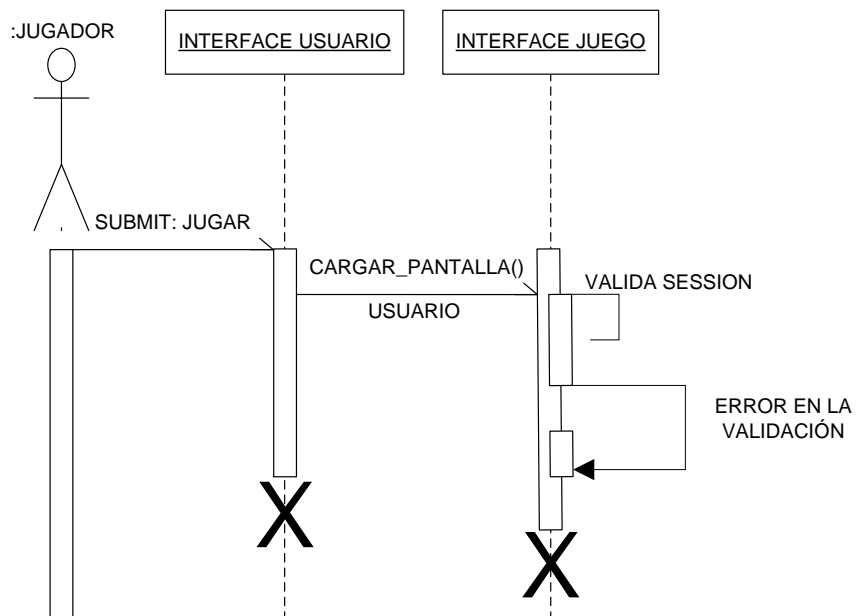 :JUGADOR
INTERFACE USUARIO
INTERFACE JUEGO
SUBMIT: JUGAR
CARGAR_PANTALLA()
USUARIO
VALIDA SESSION
ERROR EN LA
VALIDACIÓN